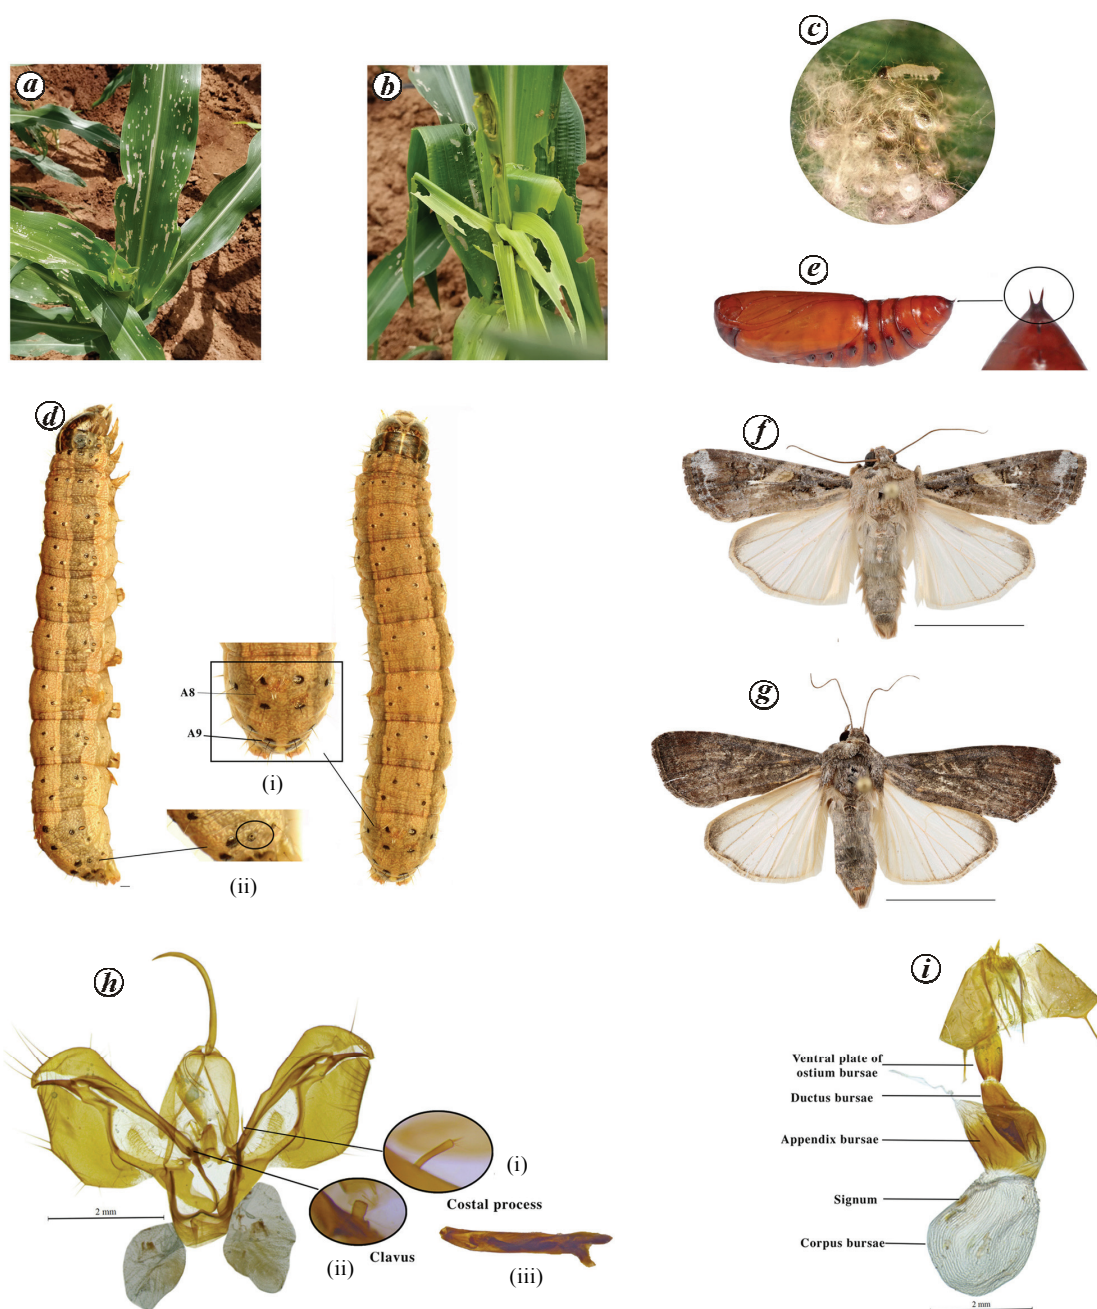 a
b
c
e
d
f
A8
A9
(i)
g
(ii)
h
i
Ventral plate of
ostium bursae
Ductus bursae
Appendix bursae
(i)
Costal process
2 mm
Signum
Clavus
(ii)
(iii)
Corpus bursae
2 mm